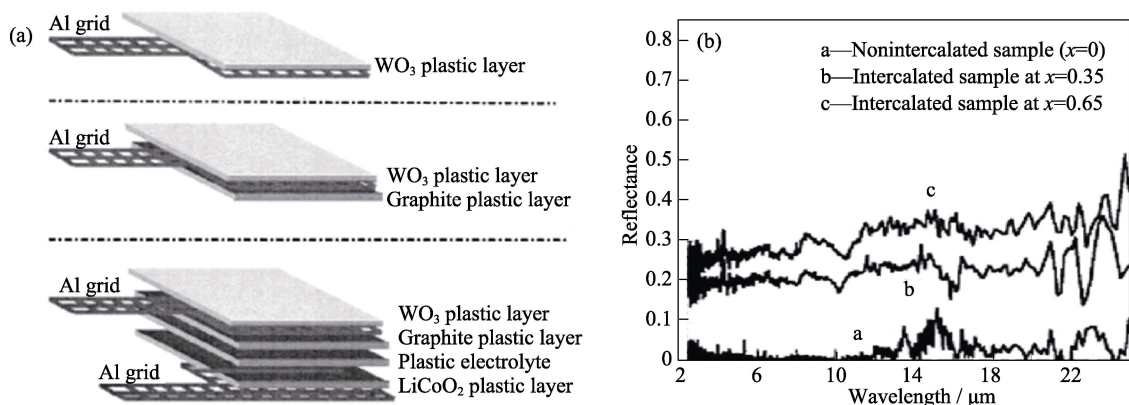 (a)
Al grid
WO₃ plastic layer
Al grid
WO₃ plastic layer
Graphite plastic layer
Al grid
WO₃ plastic layer
Graphite plastic layer
Plastic electrolyte
Al grid
LiCoO₂ plastic layer
(b)
a—Nonintercalated sample (x=0)
b—Intercalated sample at x=0.35
c—Intercalated sample at x=0.65
Reflectance
0.8
0.7
0.6
0.5
0.4
0.3
0.2
0.1
0
c
b
a
2 6 10 14 18 22
Wavelength / μm